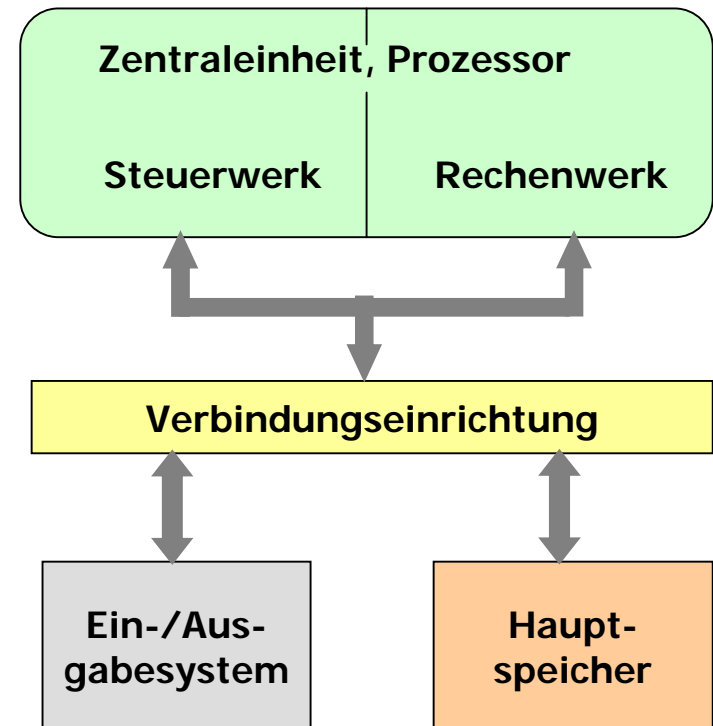 Zentraleinheit, Prozessor
Steuerwerk
Rechenwerk
Verbindungseinrichtung
Ein-/Aus-
gabesystem
Haupt-
speicher